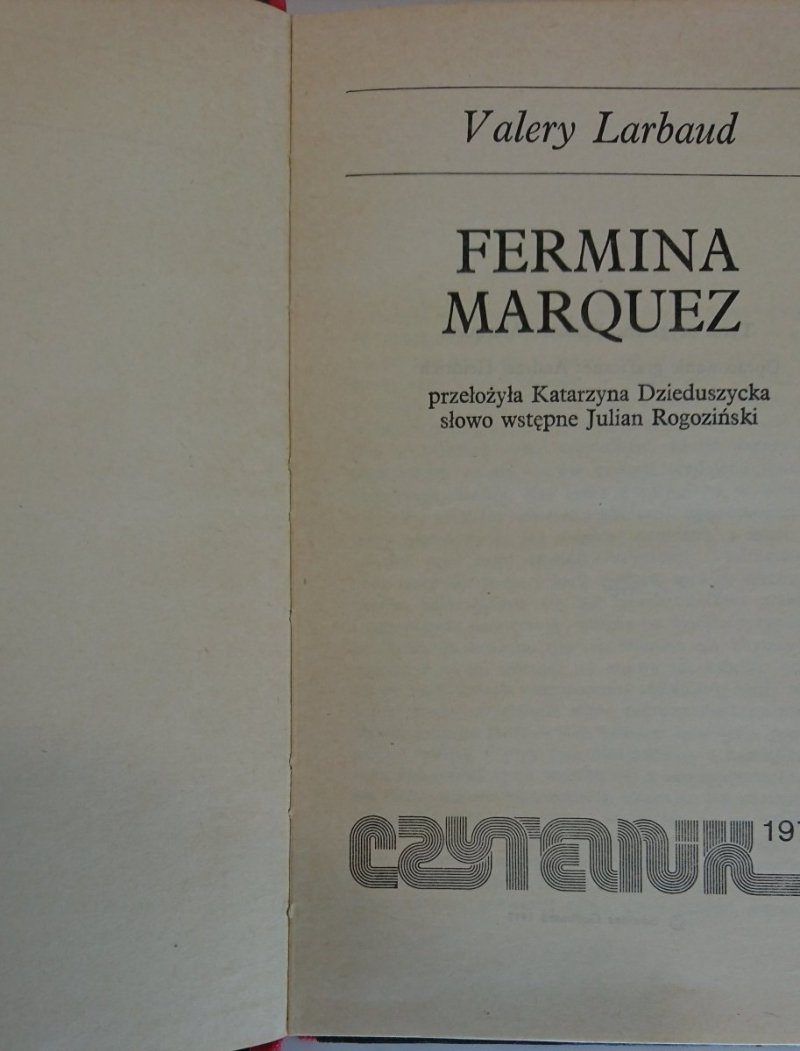 Valery Larbaud
FERMINA
MARQUEZ
przełożyła Katarzyna Dzieduszycka
słowo wstępne Julian Rogoziński
CZYTELNIK